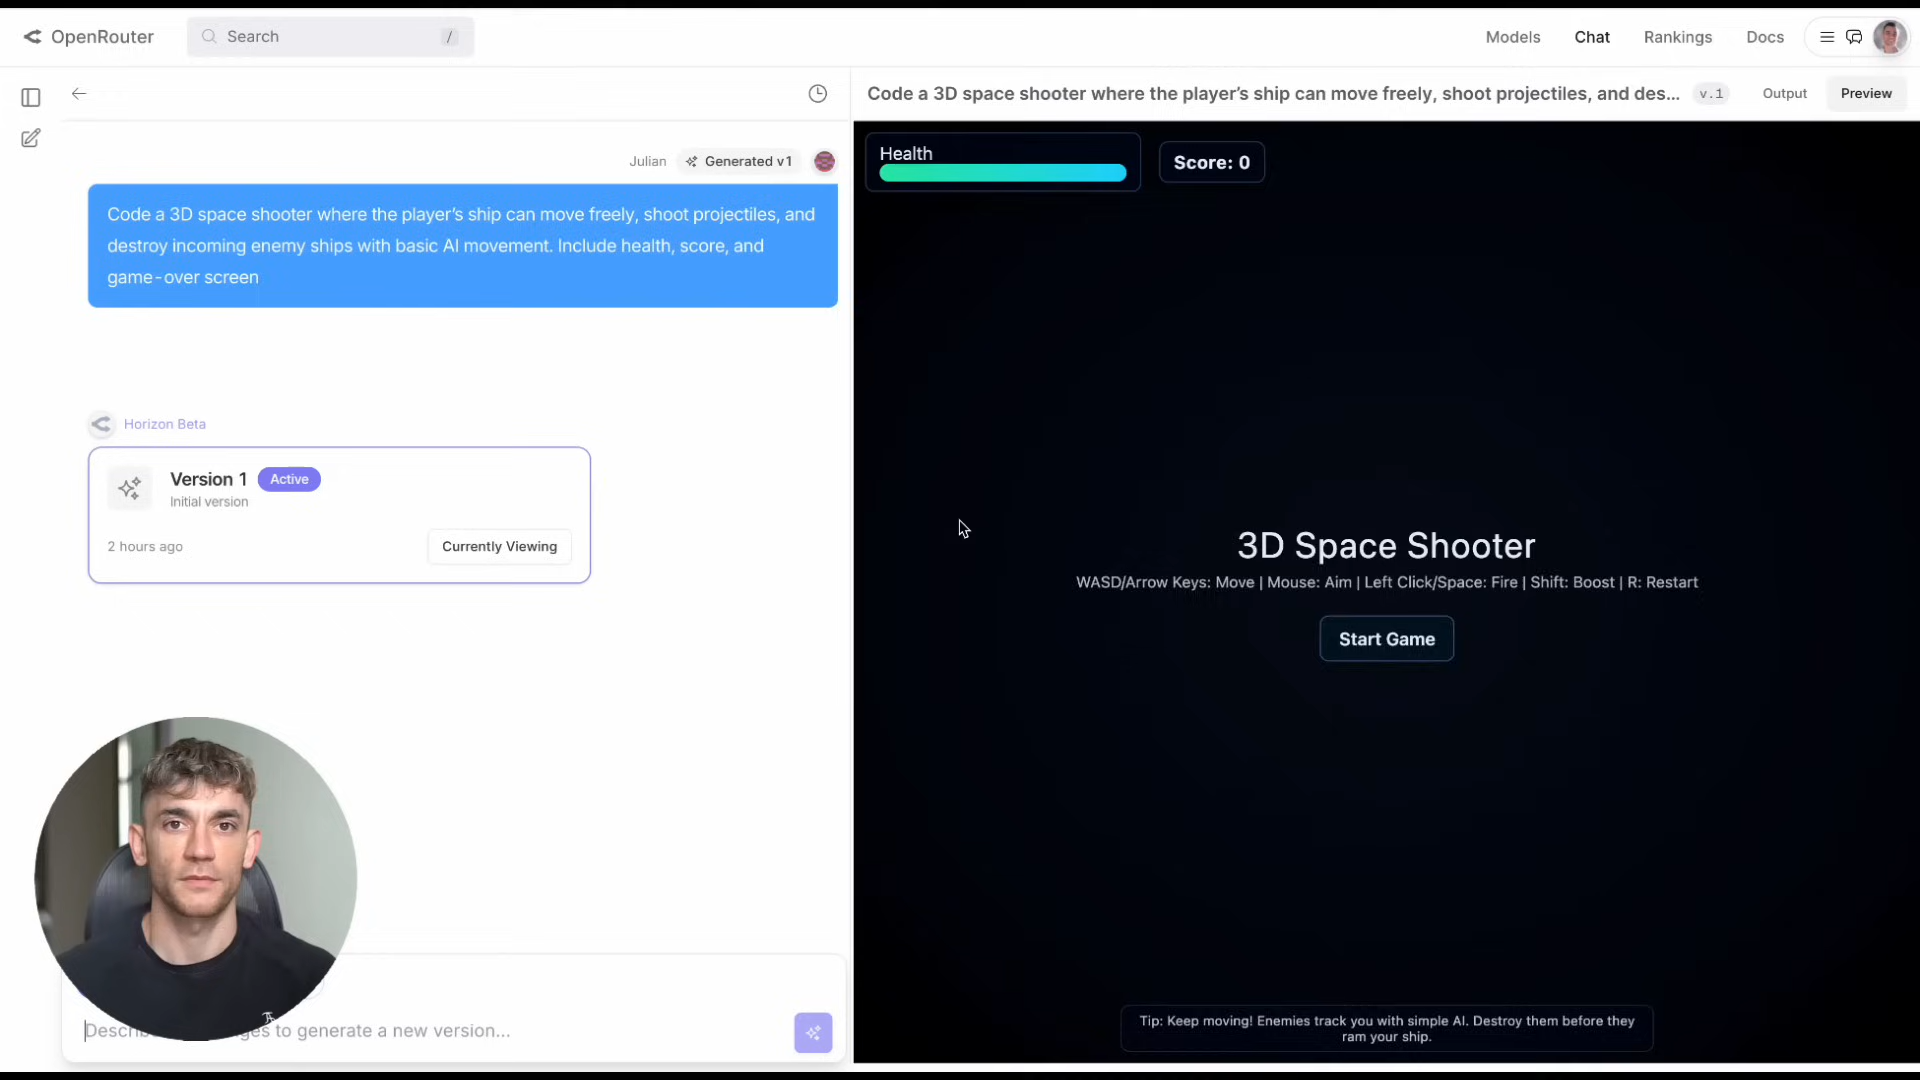 OpenRouter
Search
/
Models
Chat
Rankings
Docs
Code a 3D space shooter where the player's ship can move freely, shoot projectiles, and des...
v.1
Output
Preview
Julian
Generated v1
Code a 3D space shooter where the player's ship can move freely, shoot projectiles, and
destroy incoming enemy ships with basic AI movement. Include health, score, and
game-over screen
Horizon Beta
Version 1
Active
Initial version
2 hours ago
Currently Viewing
to generate a new version...
Health
Score: 0
3D Space Shooter
WASD/Arrow Keys: Move | Mouse: Aim | Left Click/Space: Fire | Shift: Boost | R: Restart
Start Game
Tip: Keep moving! Enemies track you with simple AI. Destroy them before they
ram your ship.